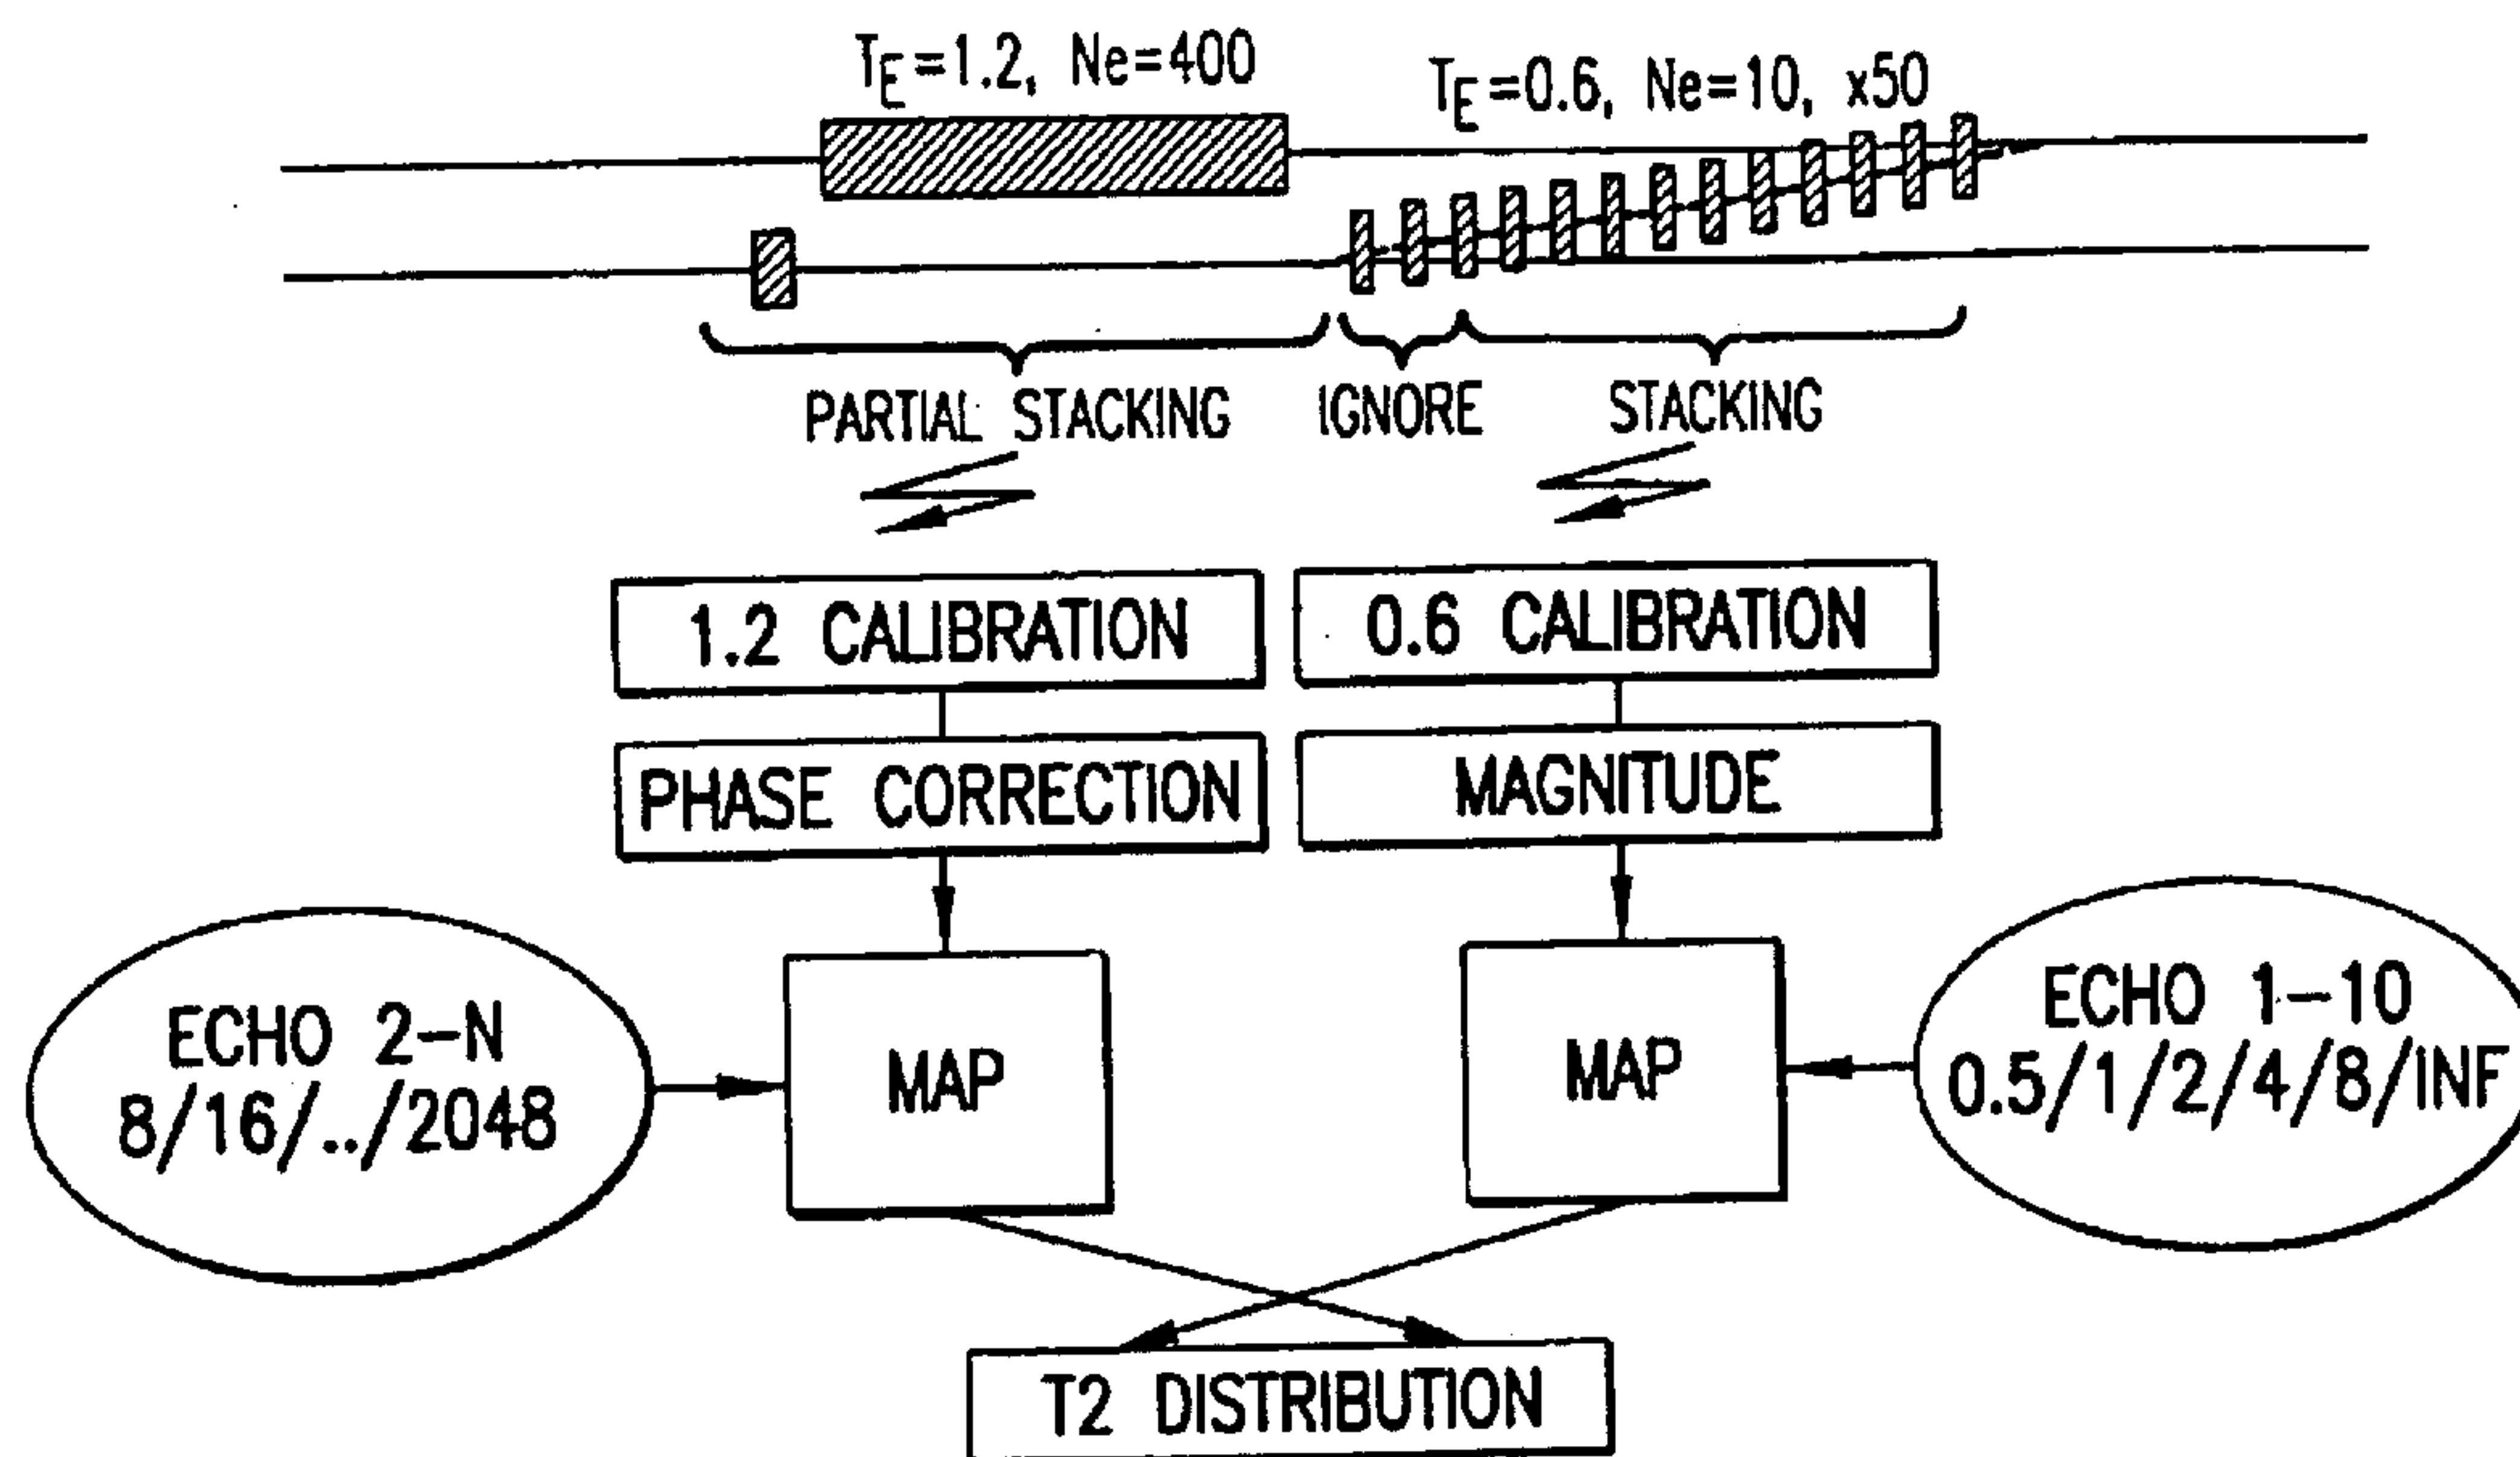 TE=1.2, Ne=400
TE=0.6, Ne=10, x50
PARTIAL STACKING
IGNORE
STACKING
1.2 CALIBRATION
0.6 CALIBRATION
PHASE CORRECTION
MAGNITUDE
ECHO 2-N
8/16/../2048
MAP
MAP
ECHO 1-10
0.5/1/2/4/8/INF
T2 DISTRIBUTION